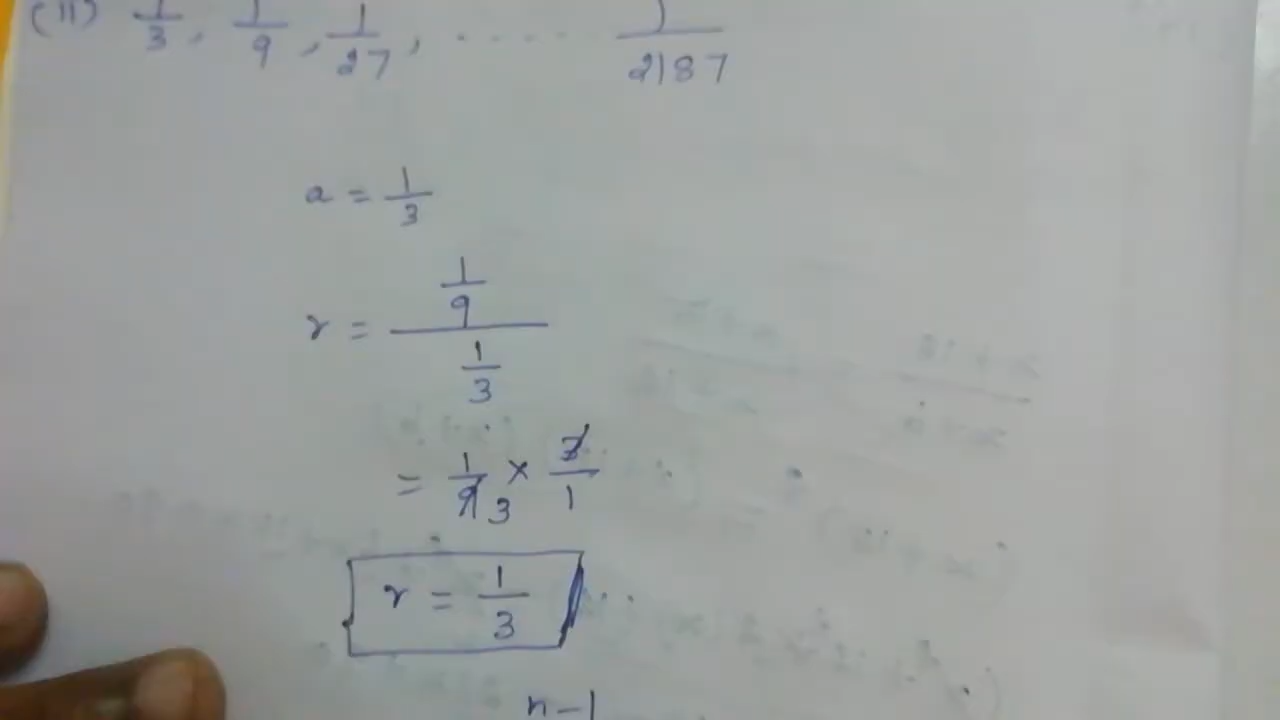 (ii) 1/3, 1/9, 1/27, ..... 1/2187
a = 1/3
r = 1/9 / 1/3
= 1/9 3 × 3/1
r = 1/3
n-1